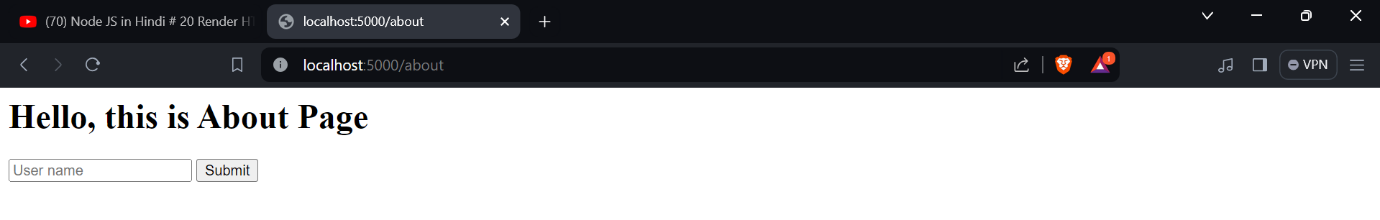 (70) Node JS in Hindi # 20 Render HT
localhost:5000/about
localhost:5000/about
1
VPN
Hello, this is About Page
User name
Submit